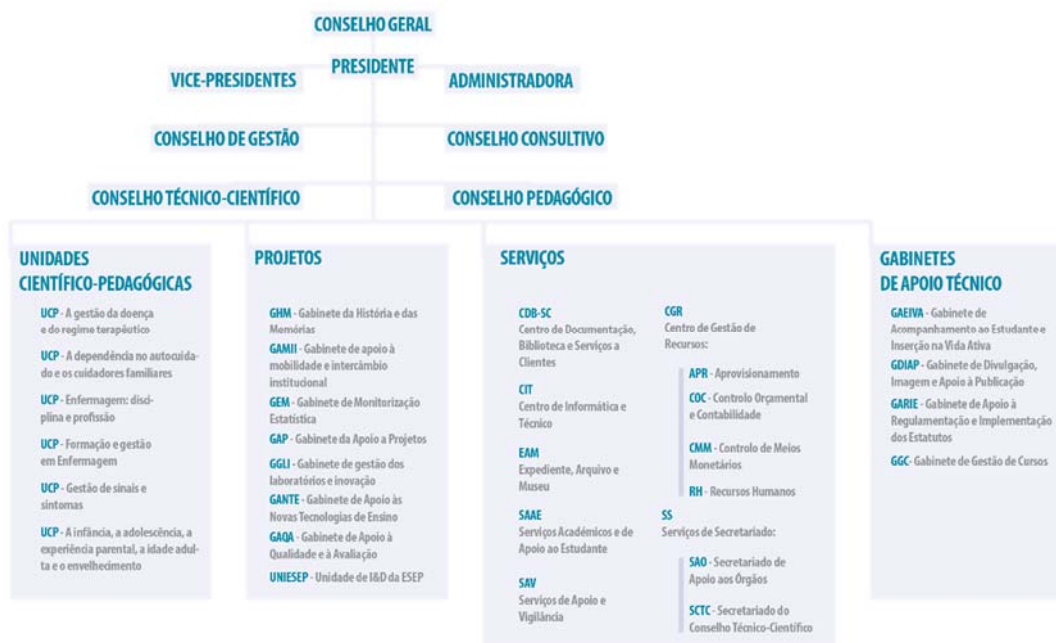 CONSELHO GERAL
PRESIDENTE
VICE-PRESIDENTES
ADMINISTRADORA
CONSELHO DE GESTÃO
CONSELHO CONSULTIVO
CONSELHO TÉCNICO-CIENTÍFICO
CONSELHO PEDAGÓGICO
UNIDADES
CIENTÍFICO-PEDAGÓGICAS
UCP - A gestão da doença
e do regime terapêutico
UCP - A dependência no autocuida-
do e os cuidadores familiares
UCP - Enfermagem: disci-
plina e profissão
UCP - Formação e gestão
em Enfermagem
UCP - Gestão de sinais e
sintomas
UCP - A infância, a adolescência, a
experiência parental, a idade adul-
ta e o envelhecimento
PROJETOS
GHM - Gabinete da História e das
Memórias
GAMII - Gabinete de apoio à
mobilidade e intercâmbio
institucional
GEM - Gabinete de Monitorização
Estatística
GAP - Gabinete da Apoio a Projetos
GGLI - Gabinete de gestão dos
laboratórios e inovação
GANTE - Gabinete de Apoio às
Novas Tecnologias de Ensino
GAQA - Gabinete de Apoio à
Qualidade e à Avaliação
UNIESEP - Unidade de I&D da ESEP
SERVIÇOS
CDB-SC
Centro de Documentação,
Biblioteca e Serviços a
Clientes
CIT
Centro de Informática e
Técnico
EAM
Expediente, Arquivo e
Museu
SAAE
Serviços Académicos e de
Apoio ao Estudante
SAV
Serviços de Apoio e
Vigilância
CGR
Centro de Gestão de
Recursos:
APR - Aprovisionamento
COC - Controlo Orçamental
e Contabilidade
CMM - Controlo de Meios
Monetários
RH - Recursos Humanos
SS
Serviços de Secretariado:
SAO - Secretariado de
Apoio aos Órgãos
SCTC - Secretariado do
Conselho Técnico-Científico
GABINETES
DE APOIO TÉCNICO
GAEIVA - Gabinete de
Acompanhamento ao Estudante e
Inserção na Vida Ativa
GDIAP - Gabinete de Divulgação,
Imagem e Apoio à Publicação
GARIE - Gabinete de Apoio à
Regulamentação e Implementação
dos Estatutos
GGC- Gabinete de Gestão de Cursos